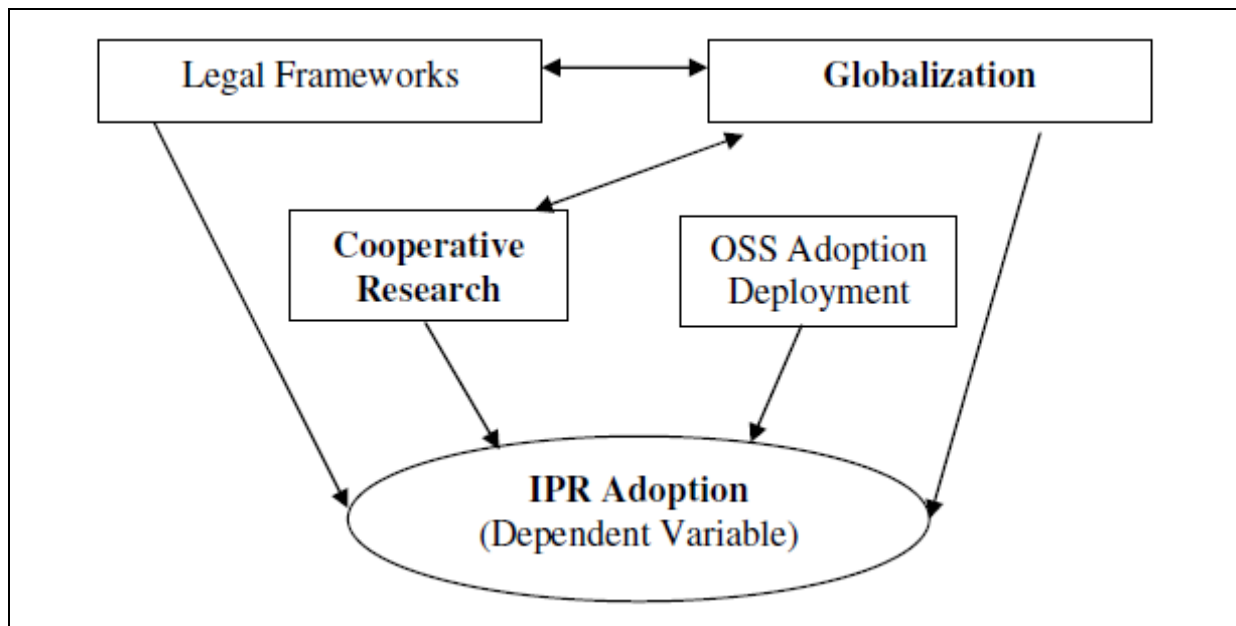 Legal Frameworks
Globalization
Cooperative
Research
OSS Adoption
Deployment
IPR Adoption
(Dependent Variable)